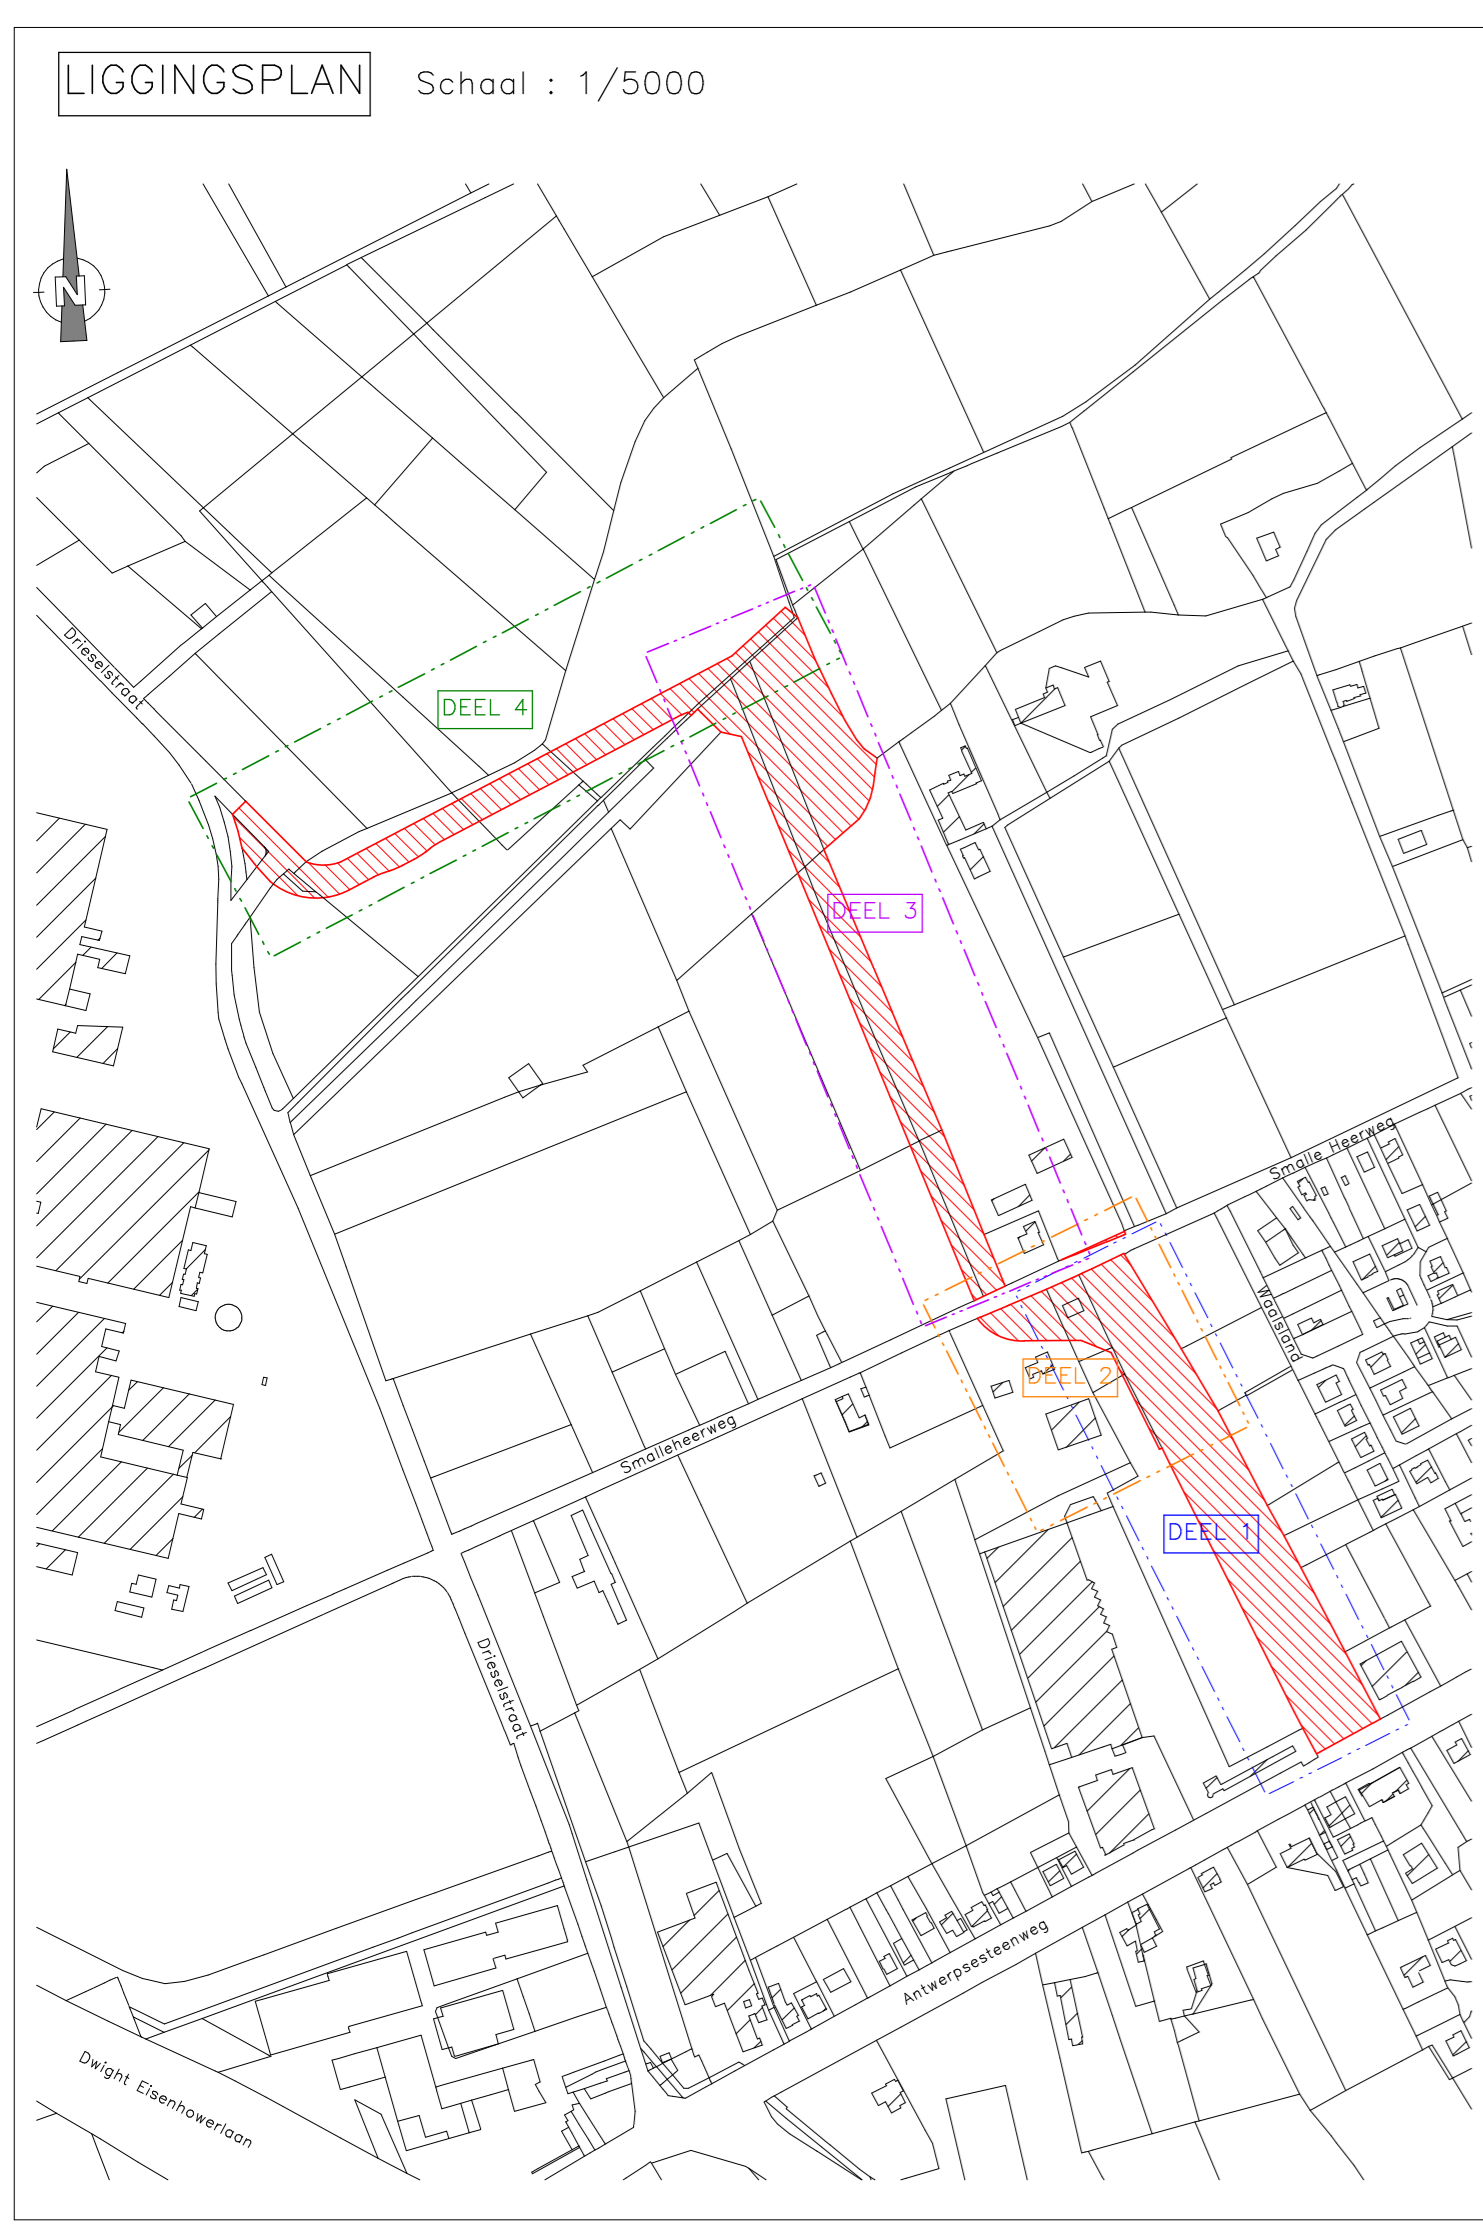 LIGGINGSPLAN Schaal : 1/5000
N
Drieselstraat
DEEL 4
DEEL 3
Smalle Heerweg
Waalsland
DEEL 2
Smalleheerweg
DEEL 1
Drieselstraat
Antwerpsesteenweg
Dwight Eisenhowerlaan